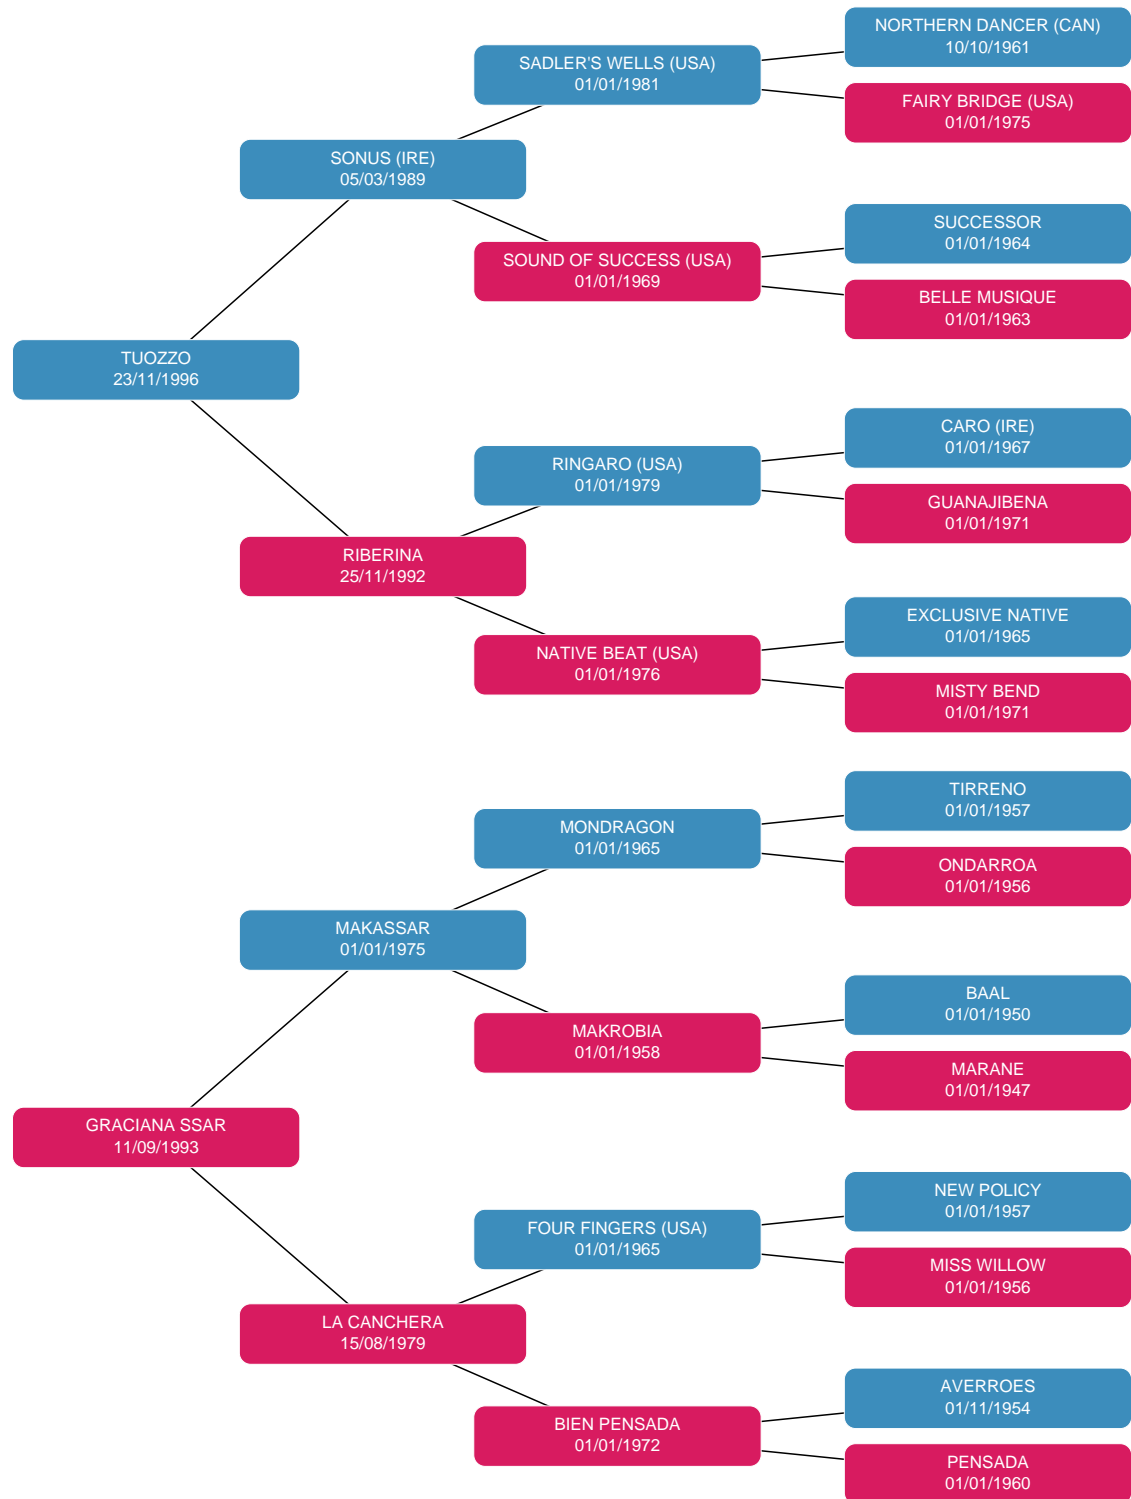 NORTHERN DANCER (CAN)
10/10/1961
SADLER'S WELLS (USA)
01/01/1981
FAIRY BRIDGE (USA)
01/01/1975
SONUS (IRE)
05/03/1989
SUCCESSOR
01/01/1964
SOUND OF SUCCESS (USA)
01/01/1969
BELLE MUSIQUE
01/01/1963
TUOZZO
23/11/1996
CARO (IRE)
01/01/1967
RINGARO (USA)
01/01/1979
GUANAJIBENA
01/01/1971
RIBERINA
25/11/1992
EXCLUSIVE NATIVE
01/01/1965
NATIVE BEAT (USA)
01/01/1976
MISTY BEND
01/01/1971
TIRRENO
01/01/1957
MONDRAGON
01/01/1965
ONDARROA
01/01/1956
MAKASSAR
01/01/1975
BAAL
01/01/1950
MAKROBIA
01/01/1958
MARANE
01/01/1947
GRACIANA SSAR
11/09/1993
NEW POLICY
01/01/1957
FOUR FINGERS (USA)
01/01/1965
MISS WILLOW
01/01/1956
LA CANCHERA
15/08/1979
AVERROES
01/11/1954
BIEN PENSADA
01/01/1972
PENSADA
01/01/1960